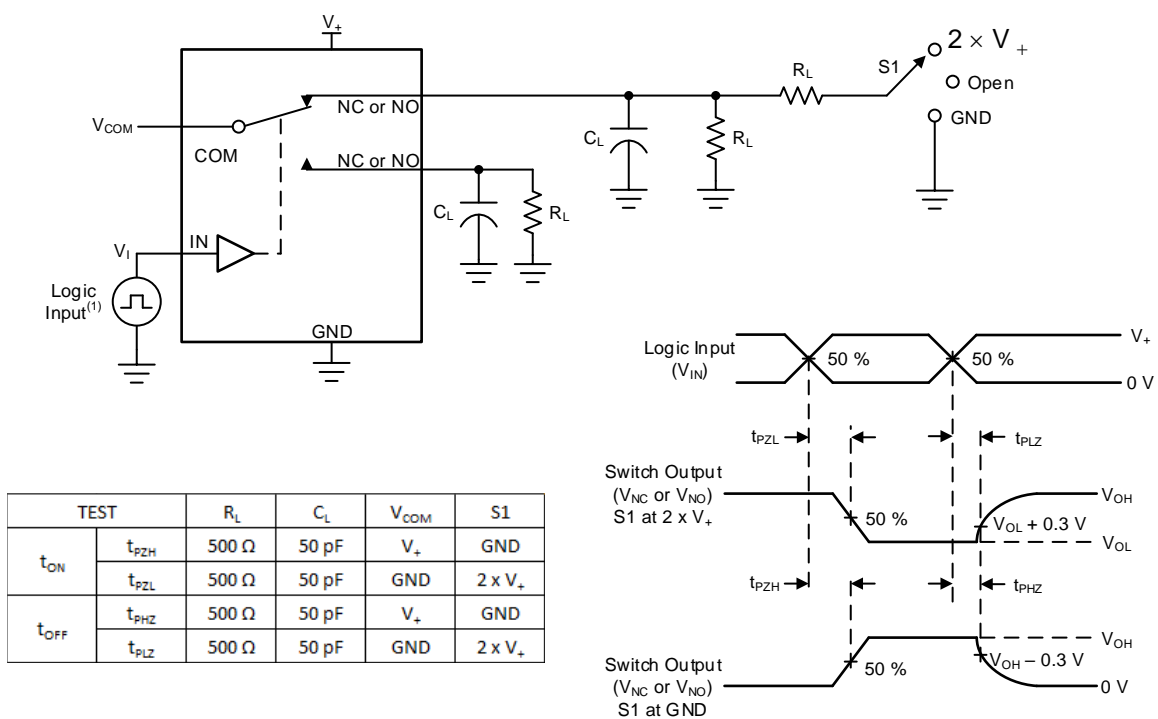 V+
2 × V +
S1
RL
Open
NC or NO
GND
VCOM
CL
RL
COM
NC or NO
CL
RL
IN
VI
Logic
Input(1)
GND
Logic Input
(VIN)
50 %
50 %
V+
0 V
tPZL
tPLZ
Switch Output
(VNC or VNO)
S1 at 2 x V+
50 %
VOH
VOL + 0.3 V
VOL
tPZH
tPHZ
Switch Output
(VNC or VNO)
S1 at GND
50 %
VOH
VOH – 0.3 V
0 V
TEST RL CL VCOM S1
tON tPZH 500 Ω 50 pF V+ GND
tPZL 500 Ω 50 pF GND 2 x V+
tOFF tPHZ 500 Ω 50 pF V+ GND
tPLZ 500 Ω 50 pF GND 2 x V+